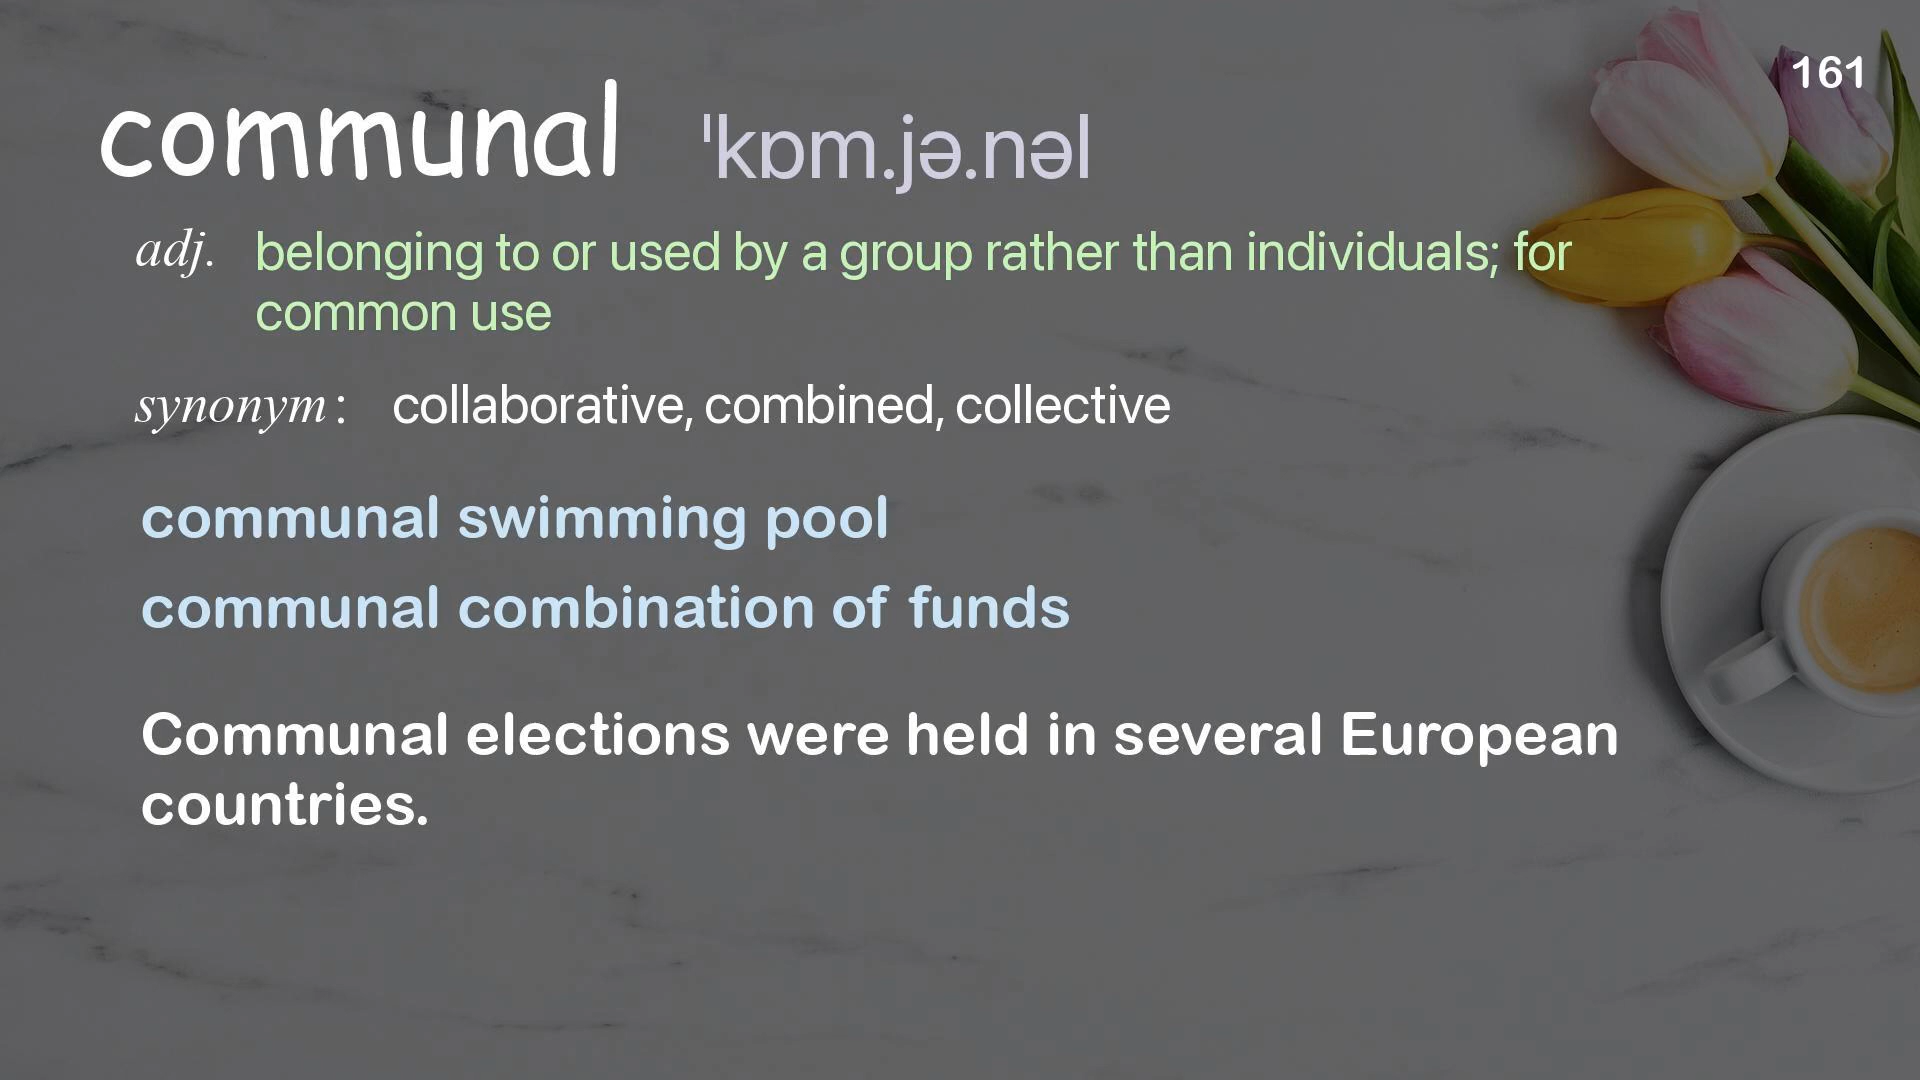 161
communal ˈkɒm.jə.nəl
adj. belonging to or used by a group rather than individuals; for
common use
synonym : collaborative, combined, collective
communal swimming pool
communal combination of funds
Communal elections were held in several European
countries.